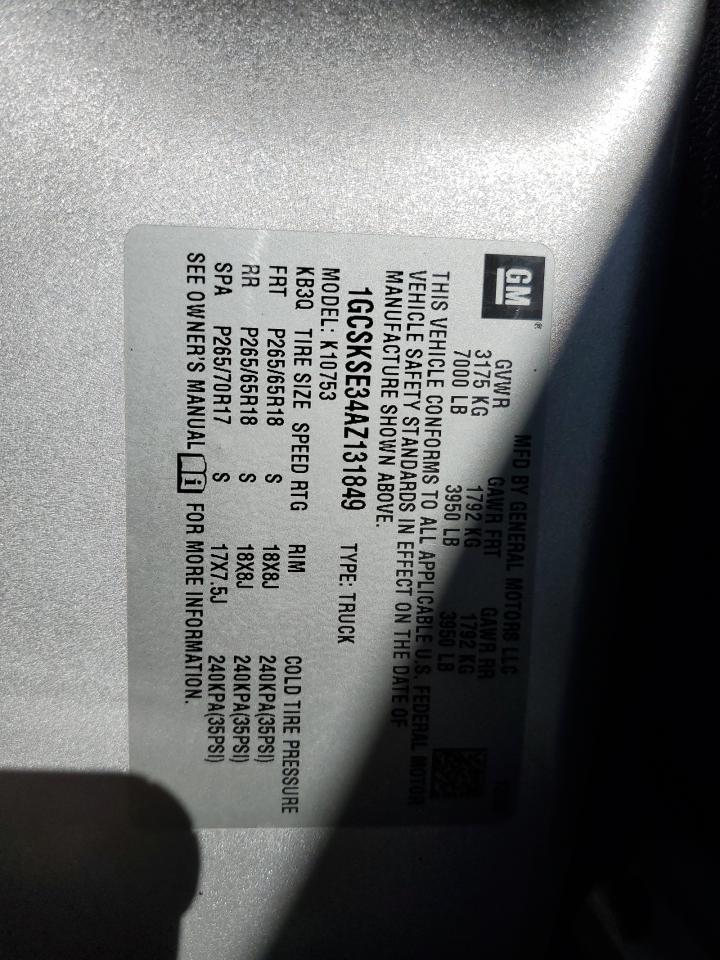 GM ®
MFD BY GENERAL MOTORS LLC
GVWR GAWR FRT GAWR RR
3175 KG 1792 KG 1792 KG
7000 LB 3950 LB 3950 LB
THIS VEHICLE CONFORMS TO ALL APPLICABLE U.S. FEDERAL MOTOR
VEHICLE SAFETY STANDARDS IN EFFECT ON THE DATE OF
MANUFACTURE SHOWN ABOVE.
1GCSKSE34AZ131849 TYPE: TRUCK
MODEL: K10753
KB3Q TIRE SIZE SPEED RTG RIM COLD TIRE PRESSURE
FRT P265/65R18 S 18X8J 240KPA(35PSI)
RR P265/65R18 S 18X8J 240KPA(35PSI)
SPA P265/70R17 S 17X7.5J 240KPA(35PSI)
SEE OWNER'S MANUAL i FOR MORE INFORMATION.